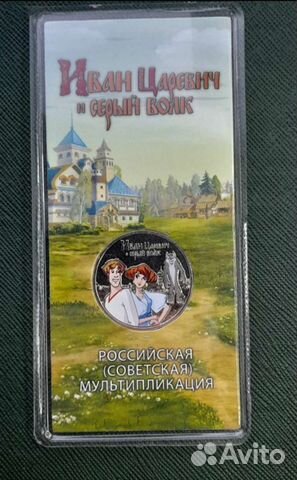 Иван Царевич
и серый волк
Иван Царевич
и серый волк
РОССИЙСКАЯ
(СОВЕТСКАЯ)
МУЛЬТИПЛИКАЦИЯ
Avito